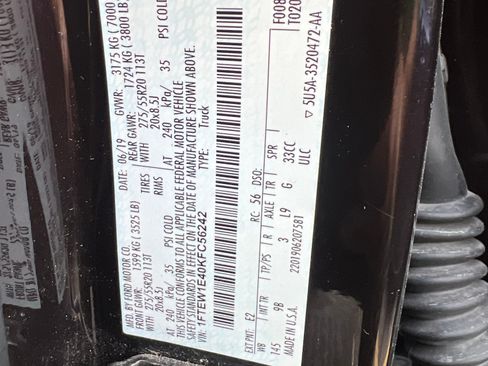 MFD. BY FORD MOTOR CO.
DATE: 06/19
GVWR: 3175 KG ( 7000
FRONT GAWR: 1599 KG (3525 LB)
REAR GAWR: 1724 KG ( 3800 LB)
WITH 275/55R20 113T TIRES WITH 275/55R20 113T
20x8.5J RIMS 20x8.5J
AT 240 kPa/ 35 PSI COLD AT 240 kPa/ 35 PSI COLD
THIS VEHICLE CONFORMS TO ALL APPLICABLE FEDERAL MOTOR VEHICLE
SAFETY STANDARDS IN EFFECT ON THE DATE OF MANUFACTURE SHOWN ABOVE.
VIN: 1FTEW1E40KFC56242
TYPE: Truck
F008
T020
EXT PNT: E2 RC: 56 DSO:
WB INT TR TP/PS R AXLE TR SPR
145 9B 3 L9 G 33CC
MADE IN U.S.A. 2201906207581 ULC
5U5A-3520472-AA